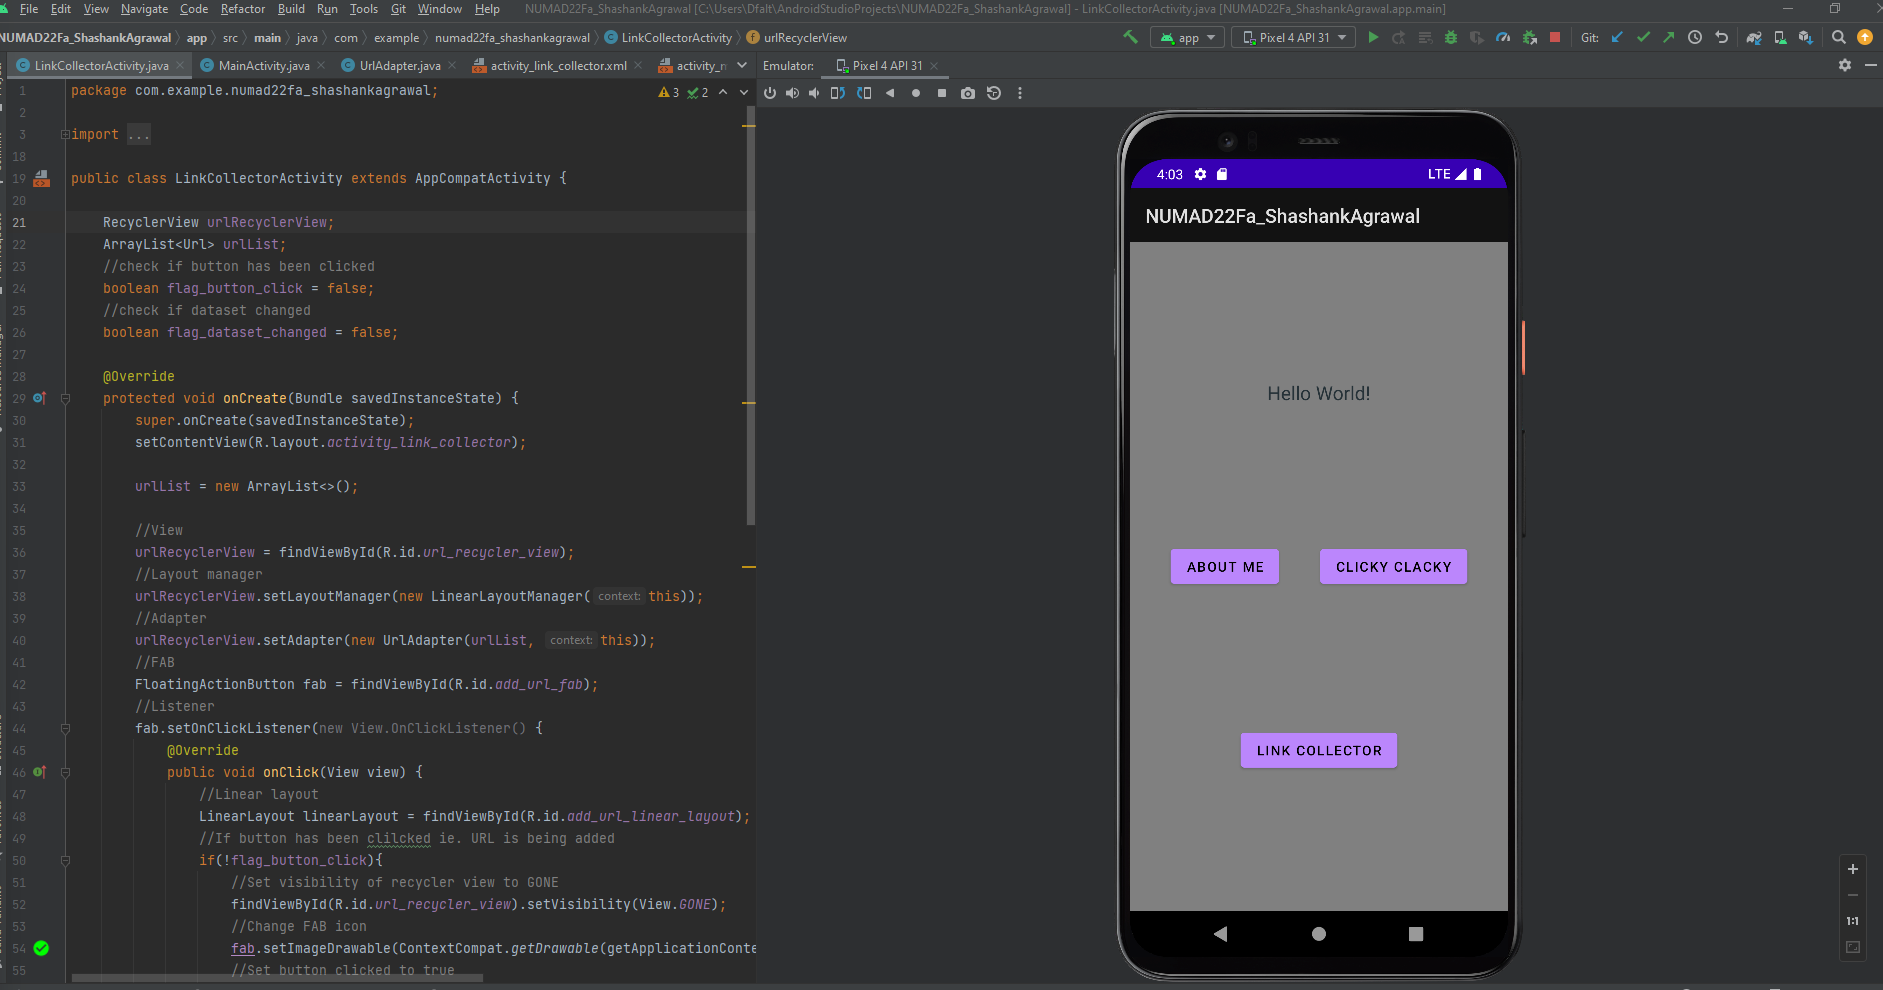 File Edit View Navigate Code Refactor Build Run Tools Git Window Help NUMAD22Fa_ShashankAgrawal [C:\Users\Dfalt\AndroidStudioProjects\NUMAD22Fa_ShashankAgrawal] - LinkCollectorActivity.java [NUMAD22Fa_ShashankAgrawal.app.main]
NUMAD22Fa_ShashankAgrawal app src main java com example numad22fa_shashankagrawal LinkCollectorActivity urlRecyclerView app Pixel 4 API 31 Git:
LinkCollectorActivity.java MainActivity.java UrlAdapter.java activity_link_collector.xml Emulator: Pixel 4 API 31
1 package com.example.numad22fa_shashankagrawal; 3 2
2
3 import ...
18
19 public class LinkCollectorActivity extends AppCompatActivity {
20
21 RecyclerView urlRecyclerView;
22 ArrayList<Url> urlList;
23 //check if button has been clicked
24 boolean flag_button_click = false;
25 //check if dataset changed
26 boolean flag_dataset_changed = false;
27
28 @Override
29 protected void onCreate(Bundle savedInstanceState) {
30 super.onCreate(savedInstanceState);
31 setContentView(R.layout.activity_link_collector);
32
33 urlList = new ArrayList<>();
34
35 //View
36 urlRecyclerView = findViewById(R.id.url_recycler_view);
37 //Layout manager
38 urlRecyclerView.setLayoutManager(new LinearLayoutManager( context: this));
39 //Adapter
40 urlRecyclerView.setAdapter(new UrlAdapter(urlList, context: this));
41 //FAB
42 FloatingActionButton fab = findViewById(R.id.add_url_fab);
43 //Listener
44 fab.setOnClickListener(new View.OnClickListener() {
45 @Override
46 public void onClick(View view) {
47 //Linear layout
48 LinearLayout linearLayout = findViewById(R.id.add_url_linear_layout);
49 //If button has been clilcked ie. URL is being added
50 if(!flag_button_click){
51 //Set visibility of recycler view to GONE
52 findViewById(R.id.url_recycler_view).setVisibility(View.GONE);
53 //Change FAB icon
54 fab.setImageDrawable(ContextCompat.getDrawable(getApplicationConte
55 //Set button clicked to true
4:03 LTE
NUMAD22Fa_ShashankAgrawal
Hello World!
ABOUT ME CLICKY CLACKY
LINK COLLECTOR
1:1